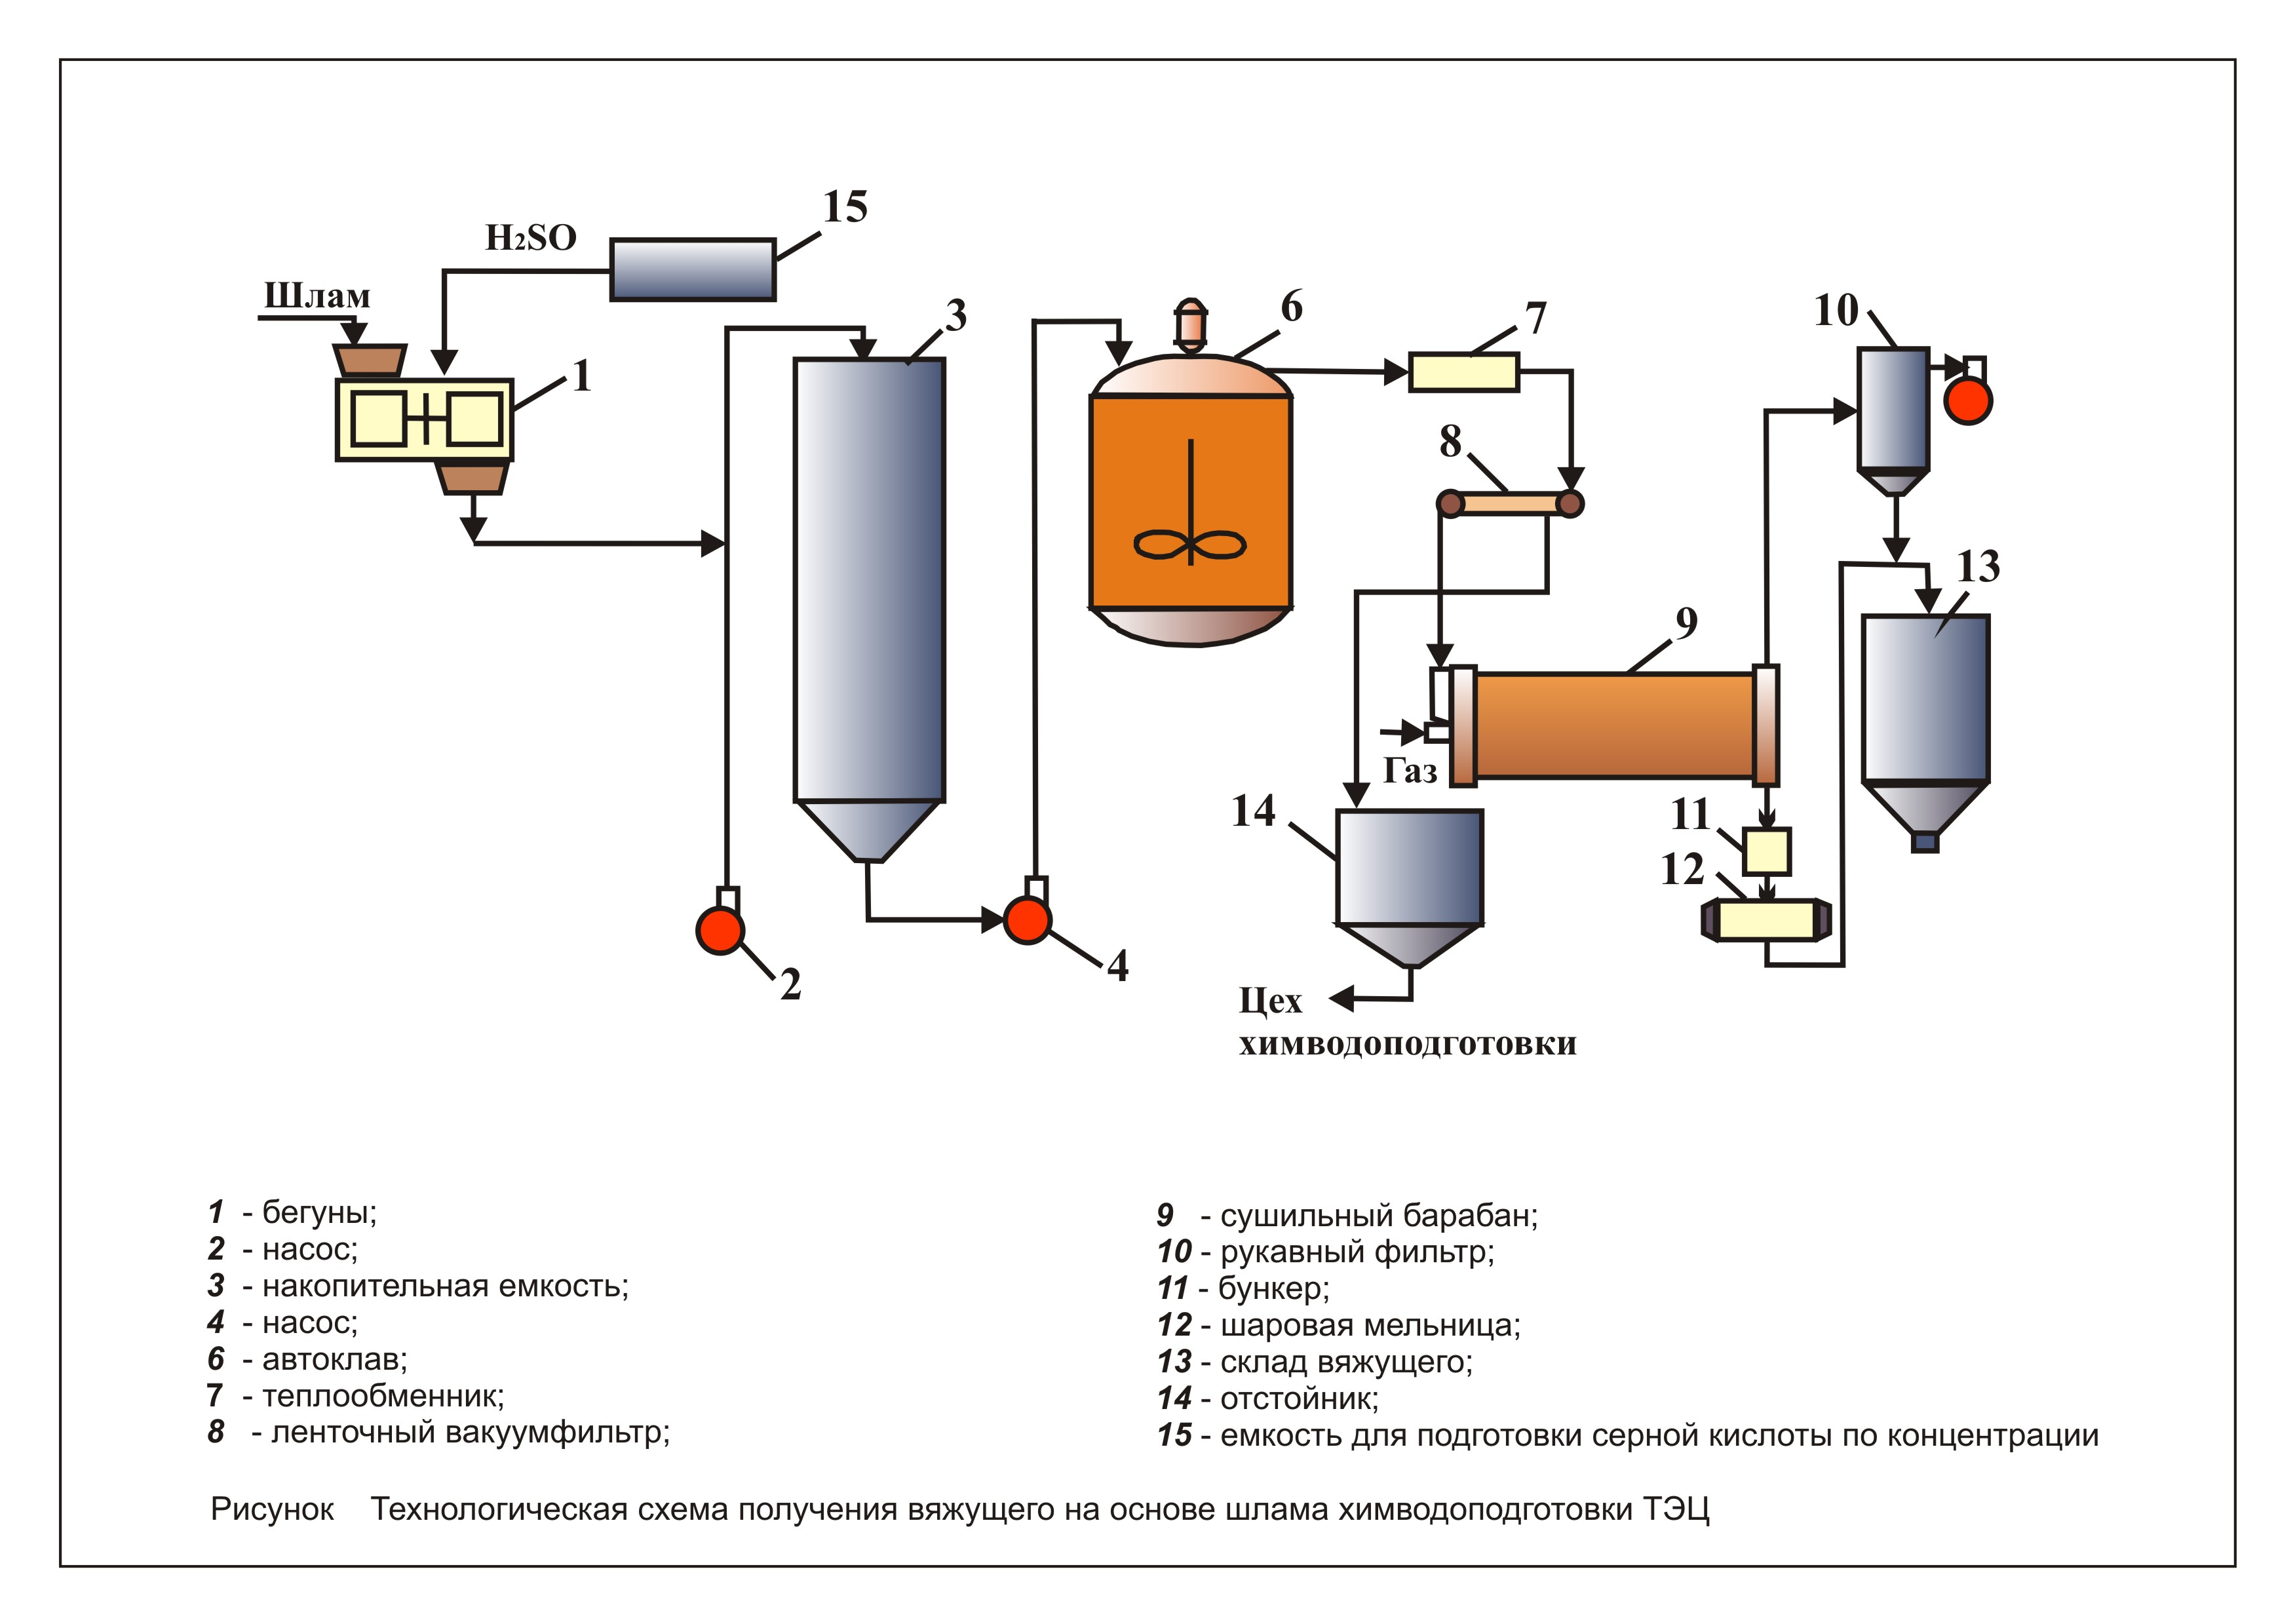 15
H2SO
Шлам
3
6
7
10
1
8
13
9
14
11
12
Газ
4
2
Цех
химводоподготовки
1 - бегуны;
2 - насос;
3 - накопительная емкость;
4 - насос;
6 - автоклав;
7 - теплообменник;
8 - ленточный вакуумфильтр;
9 - сушильный барабан;
10 - рукавный фильтр;
11 - бункер;
12 - шаровая мельница;
13 - склад вяжущего;
14 - отстойник;
15 - емкость для подготовки серной кислоты по концентрации
Рисунок Технологическая схема получения вяжущего на основе шлама химводоподготовки ТЭЦ